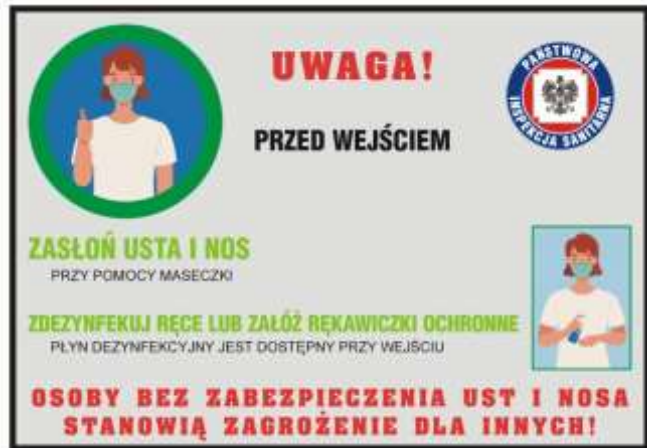 UWAGA!
PAŃSTWOWA
INSPEKCJA SANITARNA
PRZED WEJŚCIEM
ZASŁOŃ USTA I NOS
PRZY POMOCY MASECZKI
ZDEZYNFEKUJ RĘCE LUB ZAŁÓŻ RĘKAWICZKI OCHRONNE
PŁYN DEZYNFEKCYJNY JEST DOSTĘPNY PRZY WEJŚCIU
OSOBY BEZ ZABEZPIECZENIA UST I NOSA
STANOWIĄ ZAGROŻENIE DLA INNYCH!